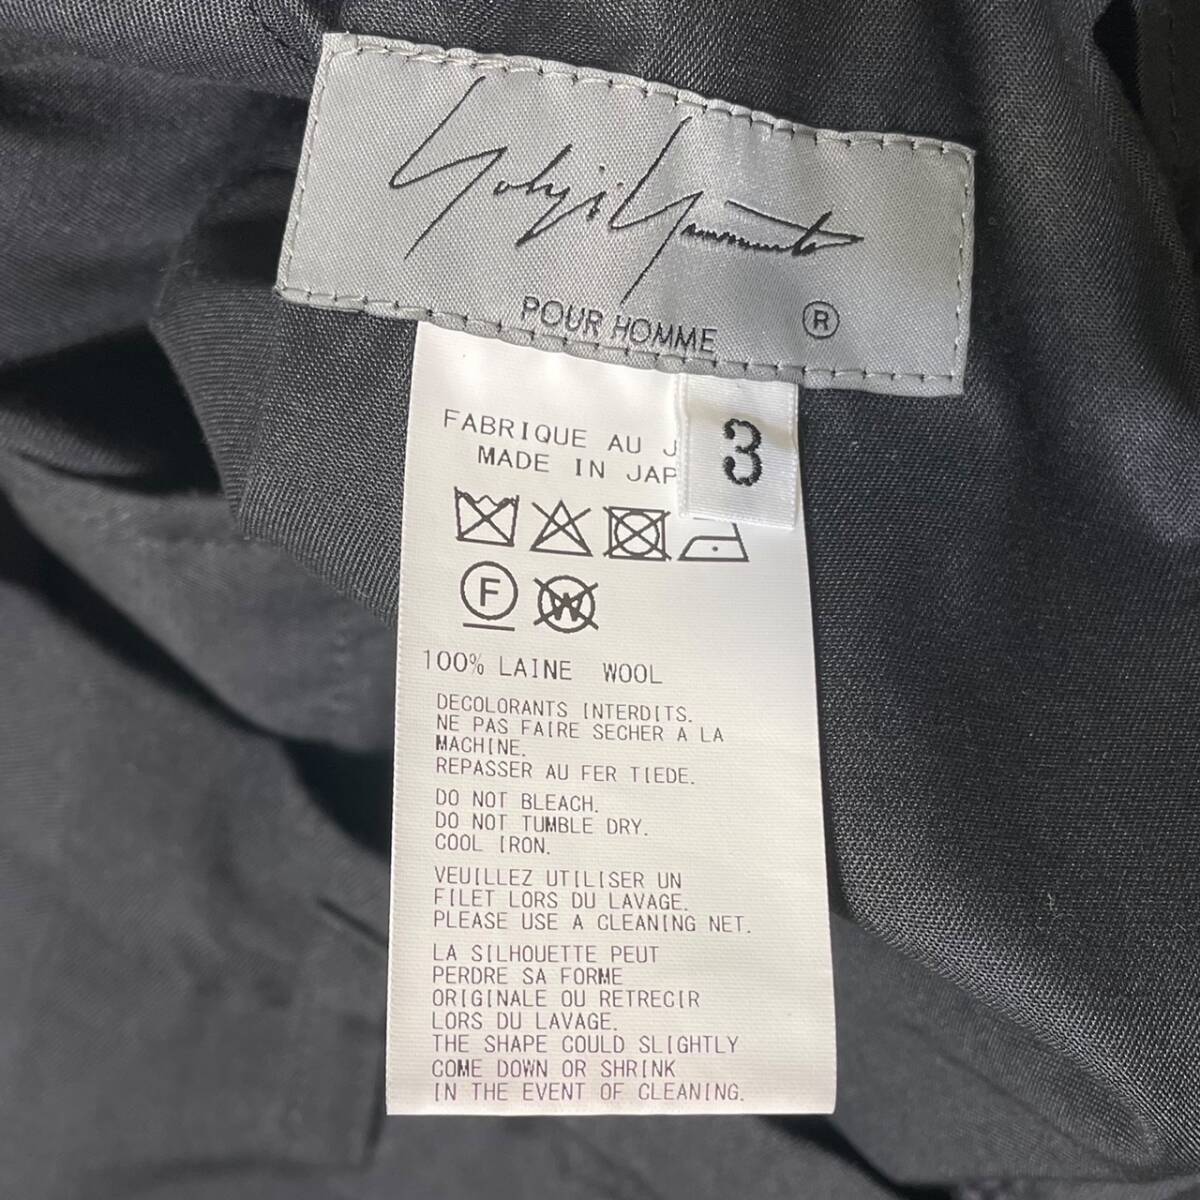 Yohji Yamamoto
POUR HOMME ®
3
FABRIQUE AU J
MADE IN JAP
F
W
100% LAINE WOOL
DECOLORANTS INTERDITS.
NE PAS FAIRE SECHER A LA
MACHINE.
REPASSER AU FER TIEDE.
DO NOT BLEACH.
DO NOT TUMBLE DRY.
COOL IRON.
VEUILLEZ UTILISER UN
FILET LORS DU LAVAGE.
PLEASE USE A CLEANING NET.
LA SILHOUETTE PEUT
PERDRE SA FORME
ORIGINALE OU RETRECIR
LORS DU LAVAGE.
THE SHAPE COULD SLIGHTLY
COME DOWN OR SHRINK
IN THE EVENT OF CLEANING.